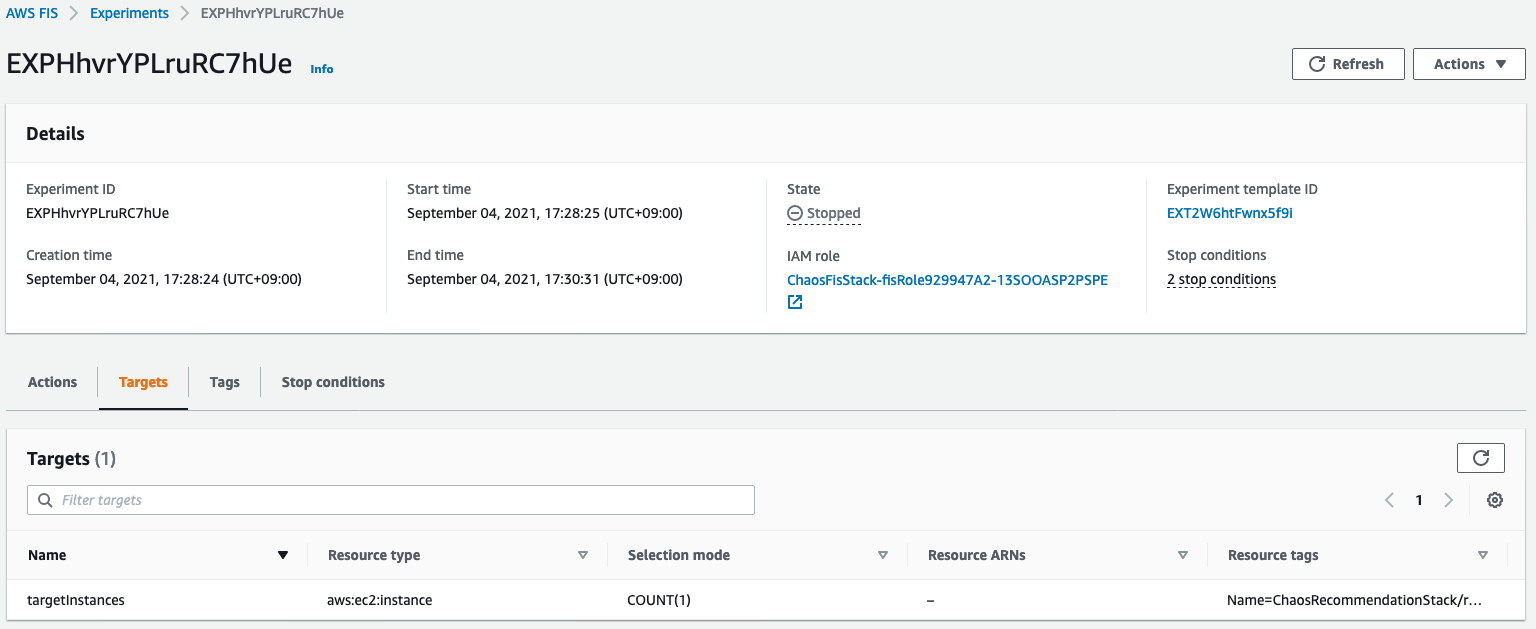 AWS FIS > Experiments > EXPHhvrYPLruRC7hUe
EXPHhvrYPLruRC7hUe Info
Refresh Actions
Details
Experiment ID
EXPHhvrYPLruRC7hUe
Creation time
September 04, 2021, 17:28:24 (UTC+09:00)
Start time
September 04, 2021, 17:28:25 (UTC+09:00)
End time
September 04, 2021, 17:30:31 (UTC+09:00)
State
Stopped
IAM role
ChaosFisStack-fisRole929947A2-13SOOASP2PSPE
Experiment template ID
EXT2W6htFwnx5f9i
Stop conditions
2 stop conditions
Actions Targets Tags Stop conditions
Targets (1)
Filter targets
1
Name Resource type Selection mode Resource ARNs Resource tags
targetInstances aws:ec2:instance COUNT(1) – Name=ChaosRecommendationStack/r...